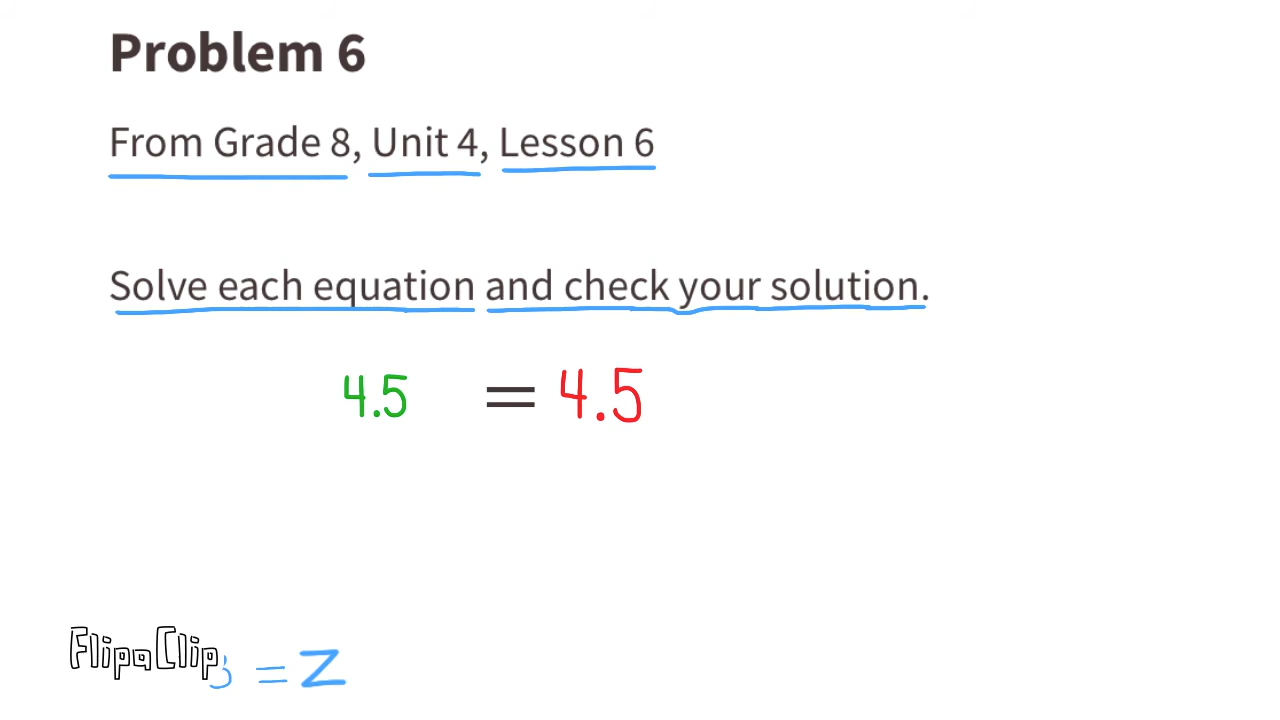 Problem 6
From Grade 8, Unit 4, Lesson 6
Solve each equation and check your solution.
4.5 = 4.5
FlipaClip = z